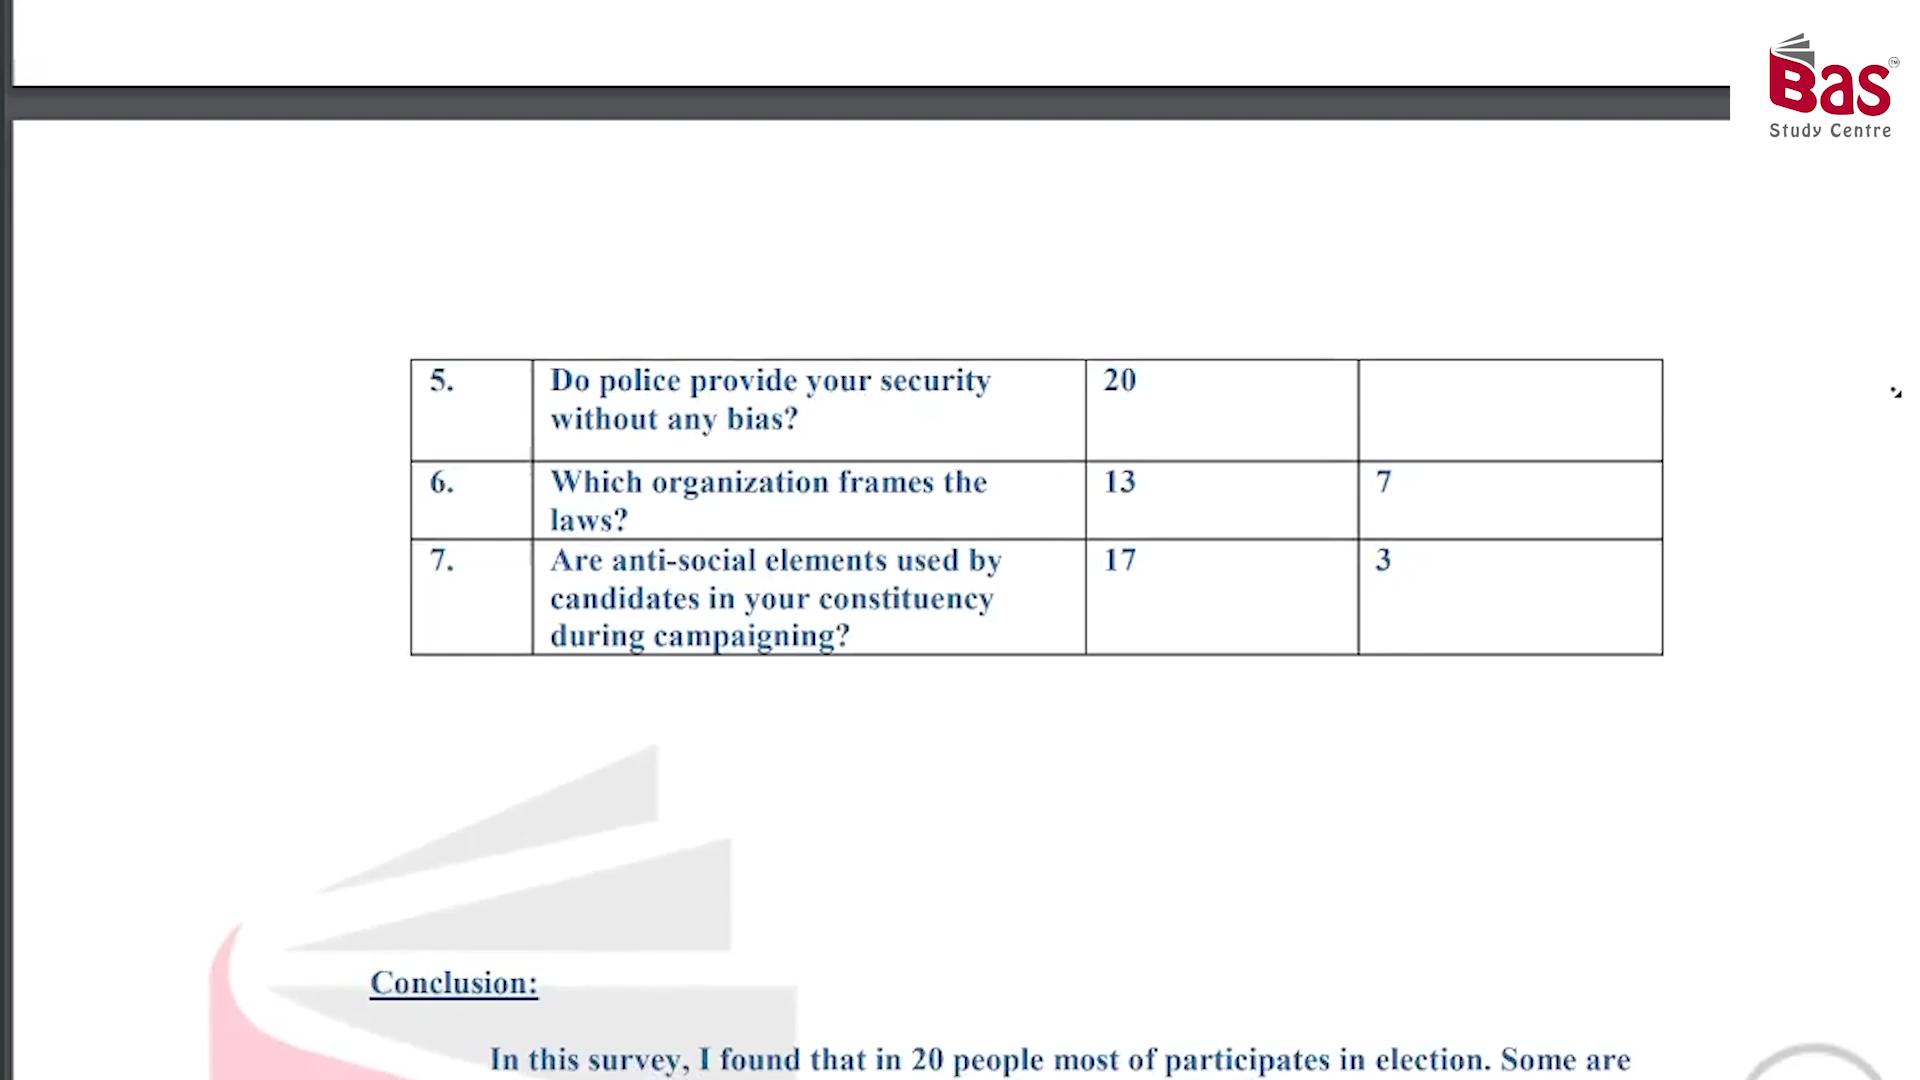 Bas™
Study Centre
5. Do police provide your security 20
without any bias?
6. Which organization frames the 13 7
laws?
7. Are anti-social elements used by 17 3
candidates in your constituency
during campaigning?
Conclusion:
In this survey, I found that in 20 people most of participates in election. Some are